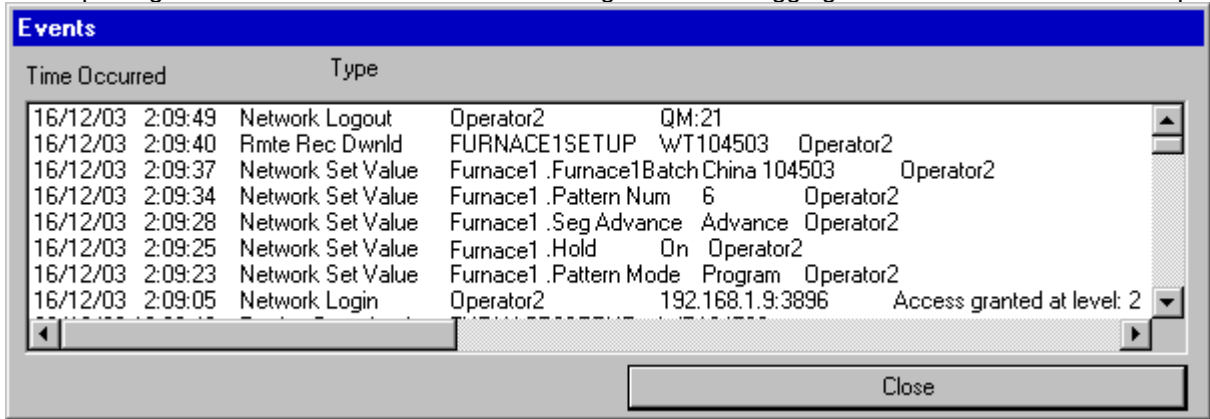 Events
Time Occurred Type
16/12/03 2:09:49 Network Logout Operator2 QM:21
16/12/03 2:09:40 Rmte Rec Dwnld FURNACE1SETUP WT104503 Operator2
16/12/03 2:09:37 Network Set Value Furnace1 .Furnace1Batch China 104503 Operator2
16/12/03 2:09:34 Network Set Value Furnace1 .Pattern Num 6 Operator2
16/12/03 2:09:28 Network Set Value Furnace1 .Seg Advance Advance Operator2
16/12/03 2:09:25 Network Set Value Furnace1 .Hold On Operator2
16/12/03 2:09:23 Network Set Value Furnace1 .Pattern Mode Program Operator2
16/12/03 2:09:05 Network Login Operator2 192.168.1.9:3896 Access granted at level: 2
Close